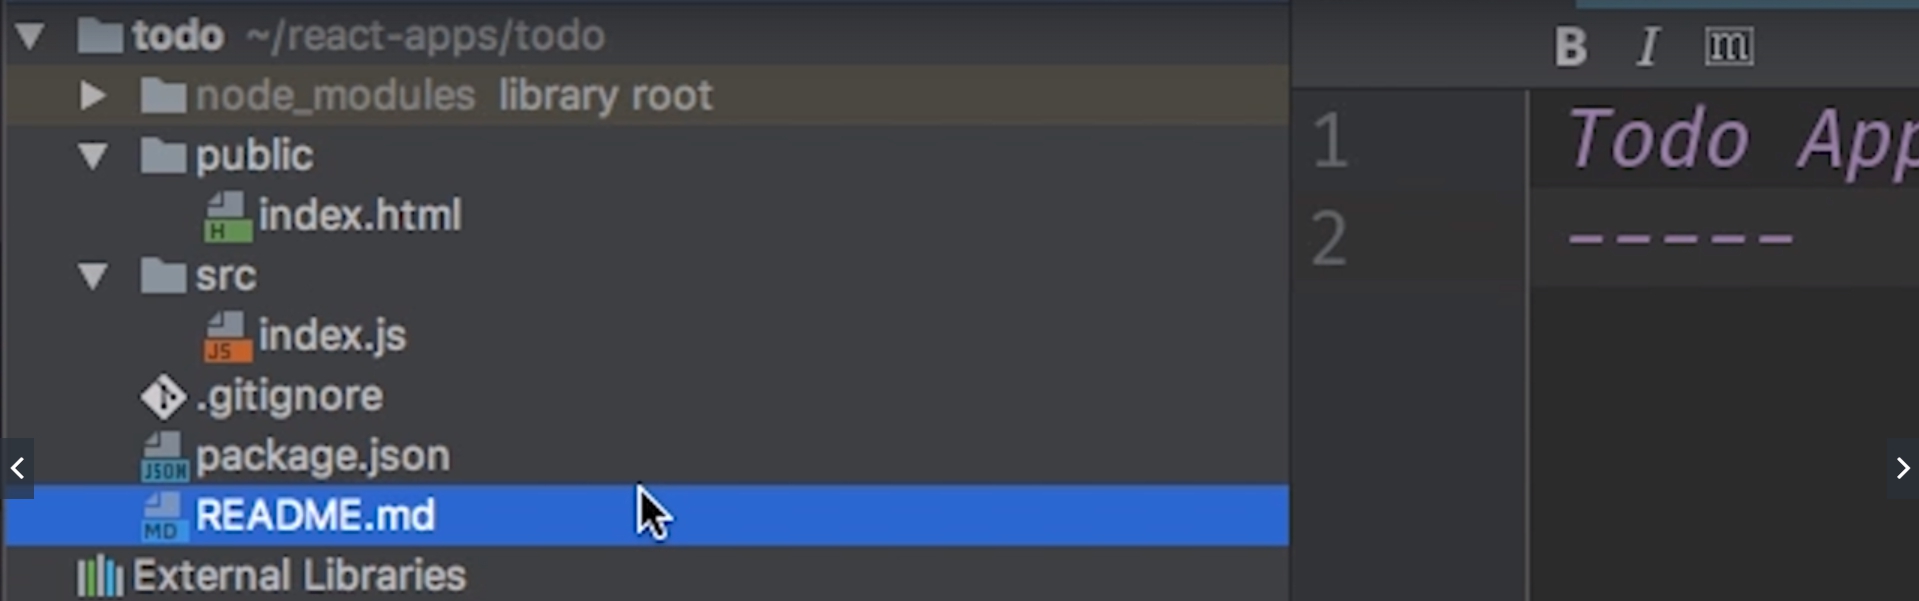 todo ~/react-apps/todo
node_modules library root
public
H index.html
src
JS index.js
.gitignore
JSON package.json
MD README.md
External Libraries
B I m
1 Todo App
2 -----